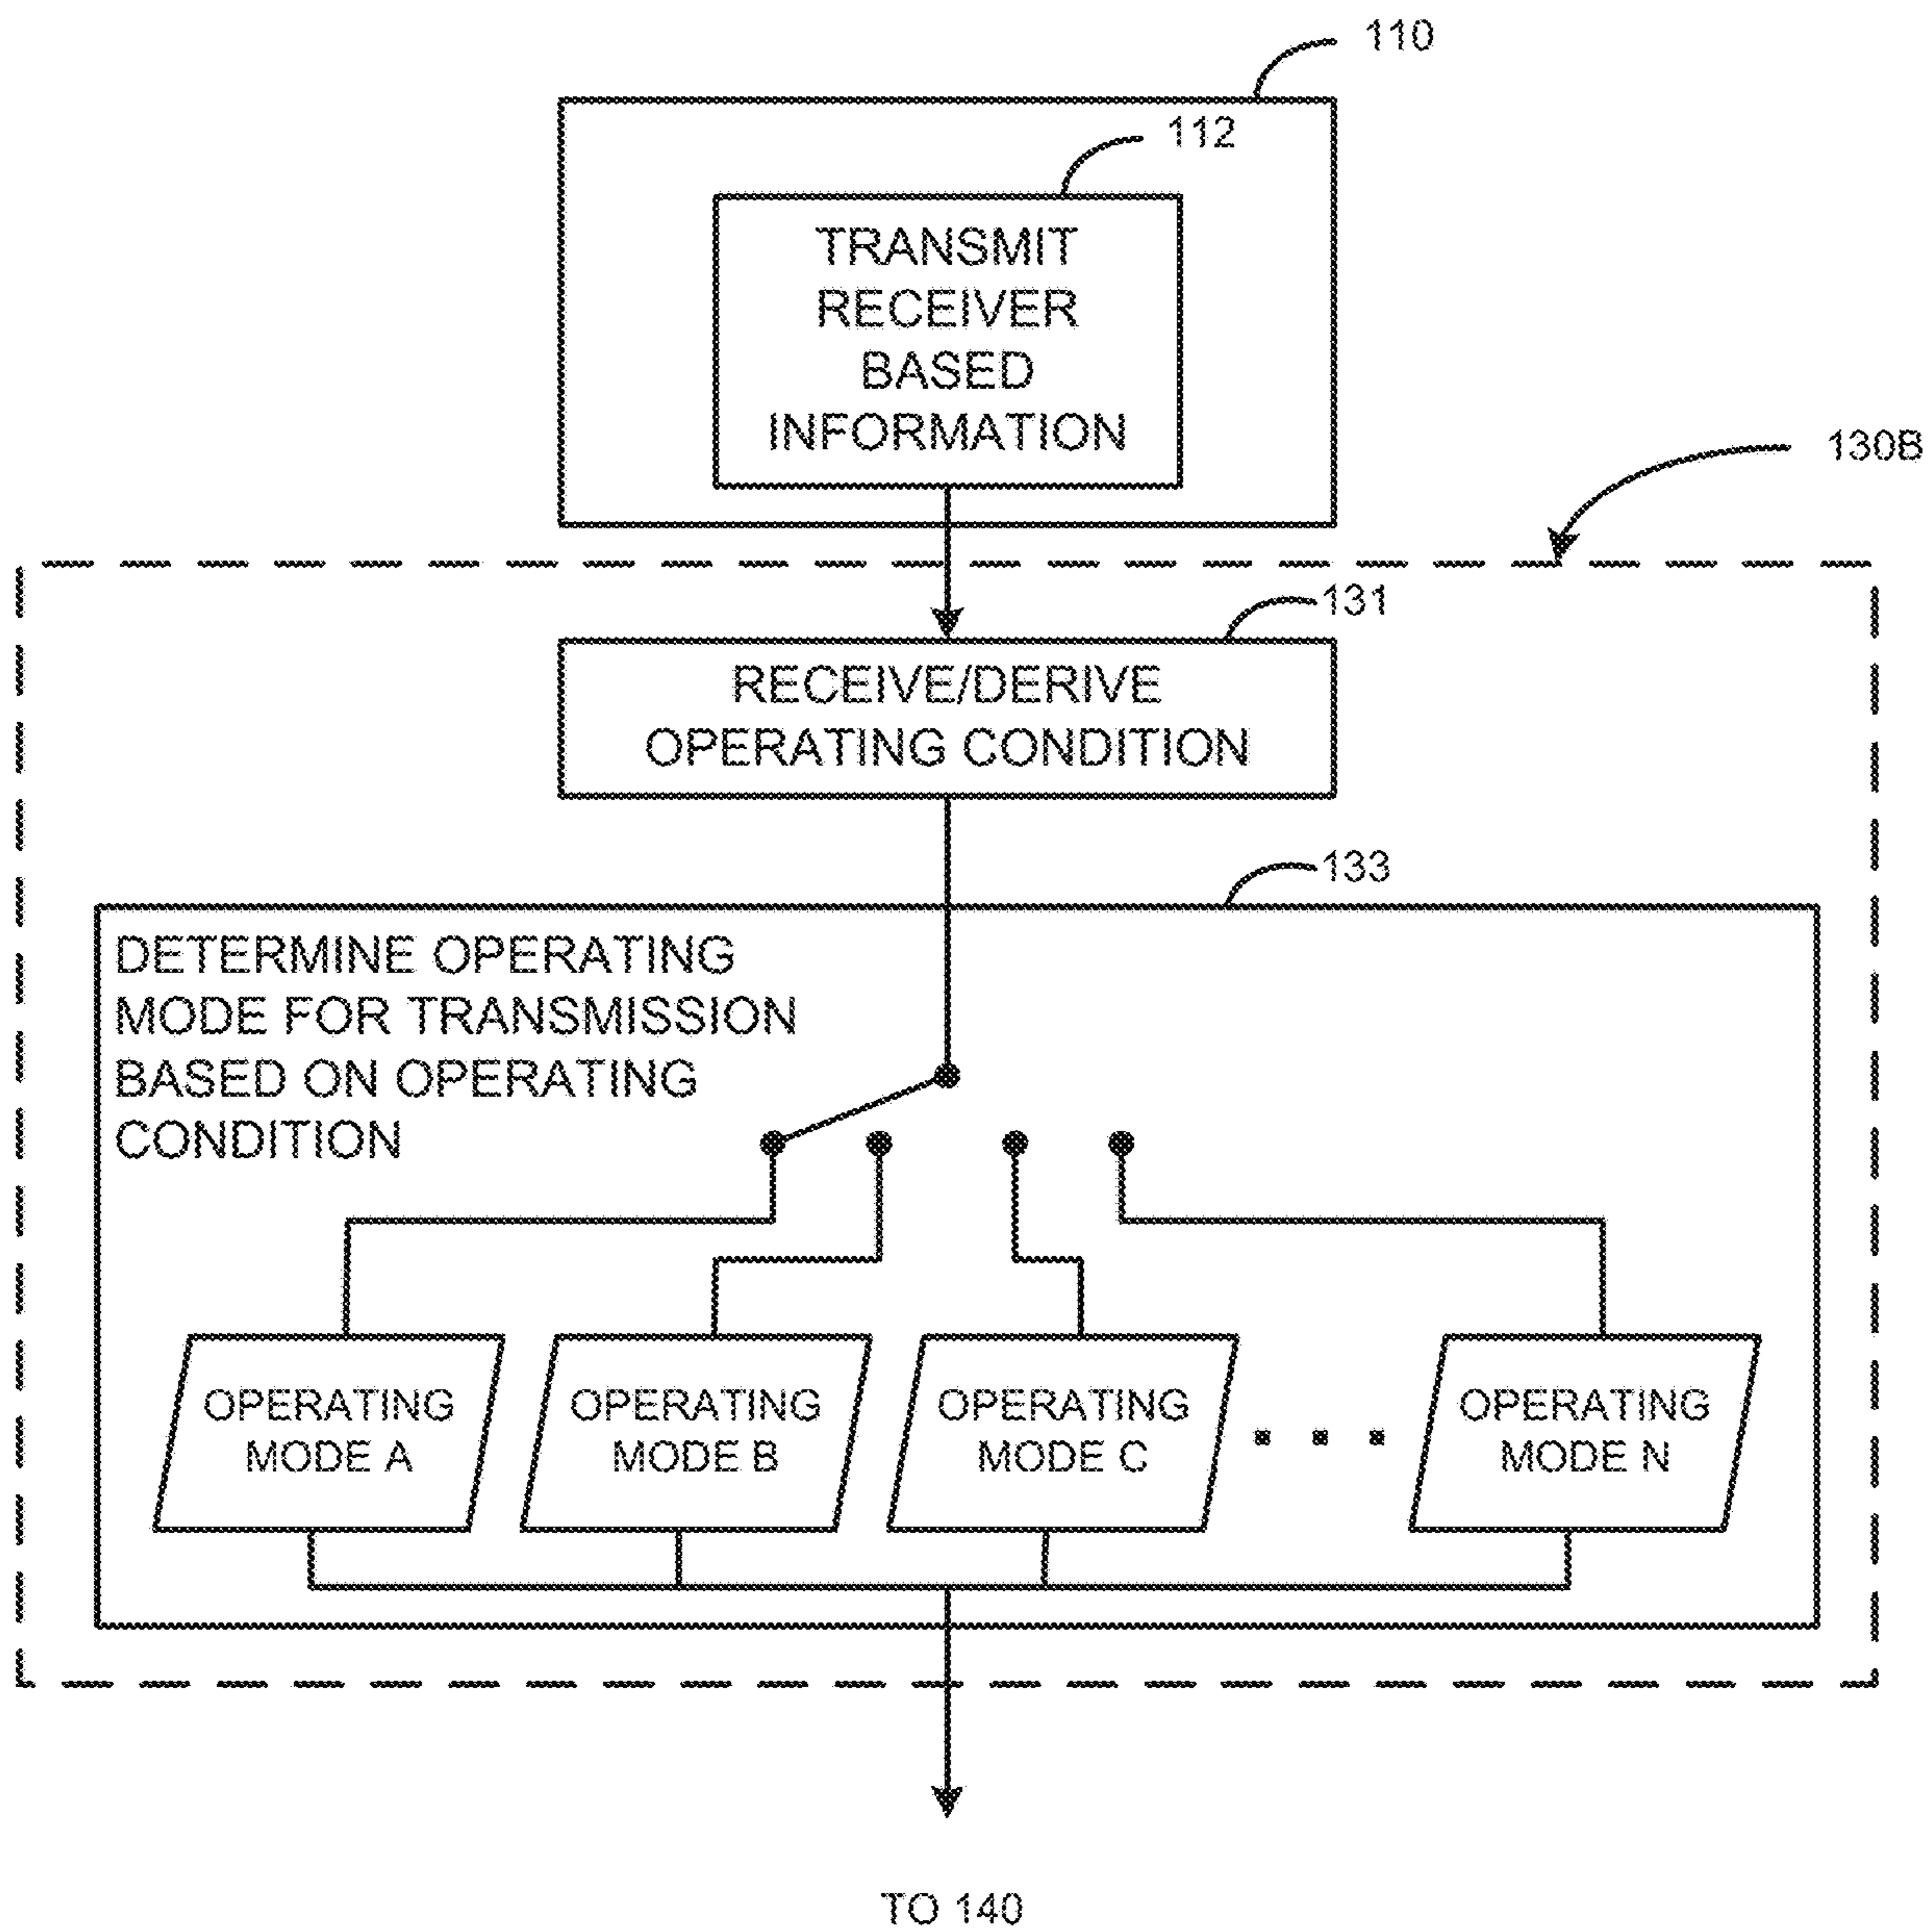 110
112
TRANSMIT
RECEIVER
BASED
INFORMATION
130B
131
RECEIVE/DERIVE
OPERATING CONDITION
133
DETERMINE OPERATING
MODE FOR TRANSMISSION
BASED ON OPERATING
CONDITION
OPERATING
MODE A
OPERATING
MODE B
OPERATING
MODE C
. . .
OPERATING
MODE N
TO 140